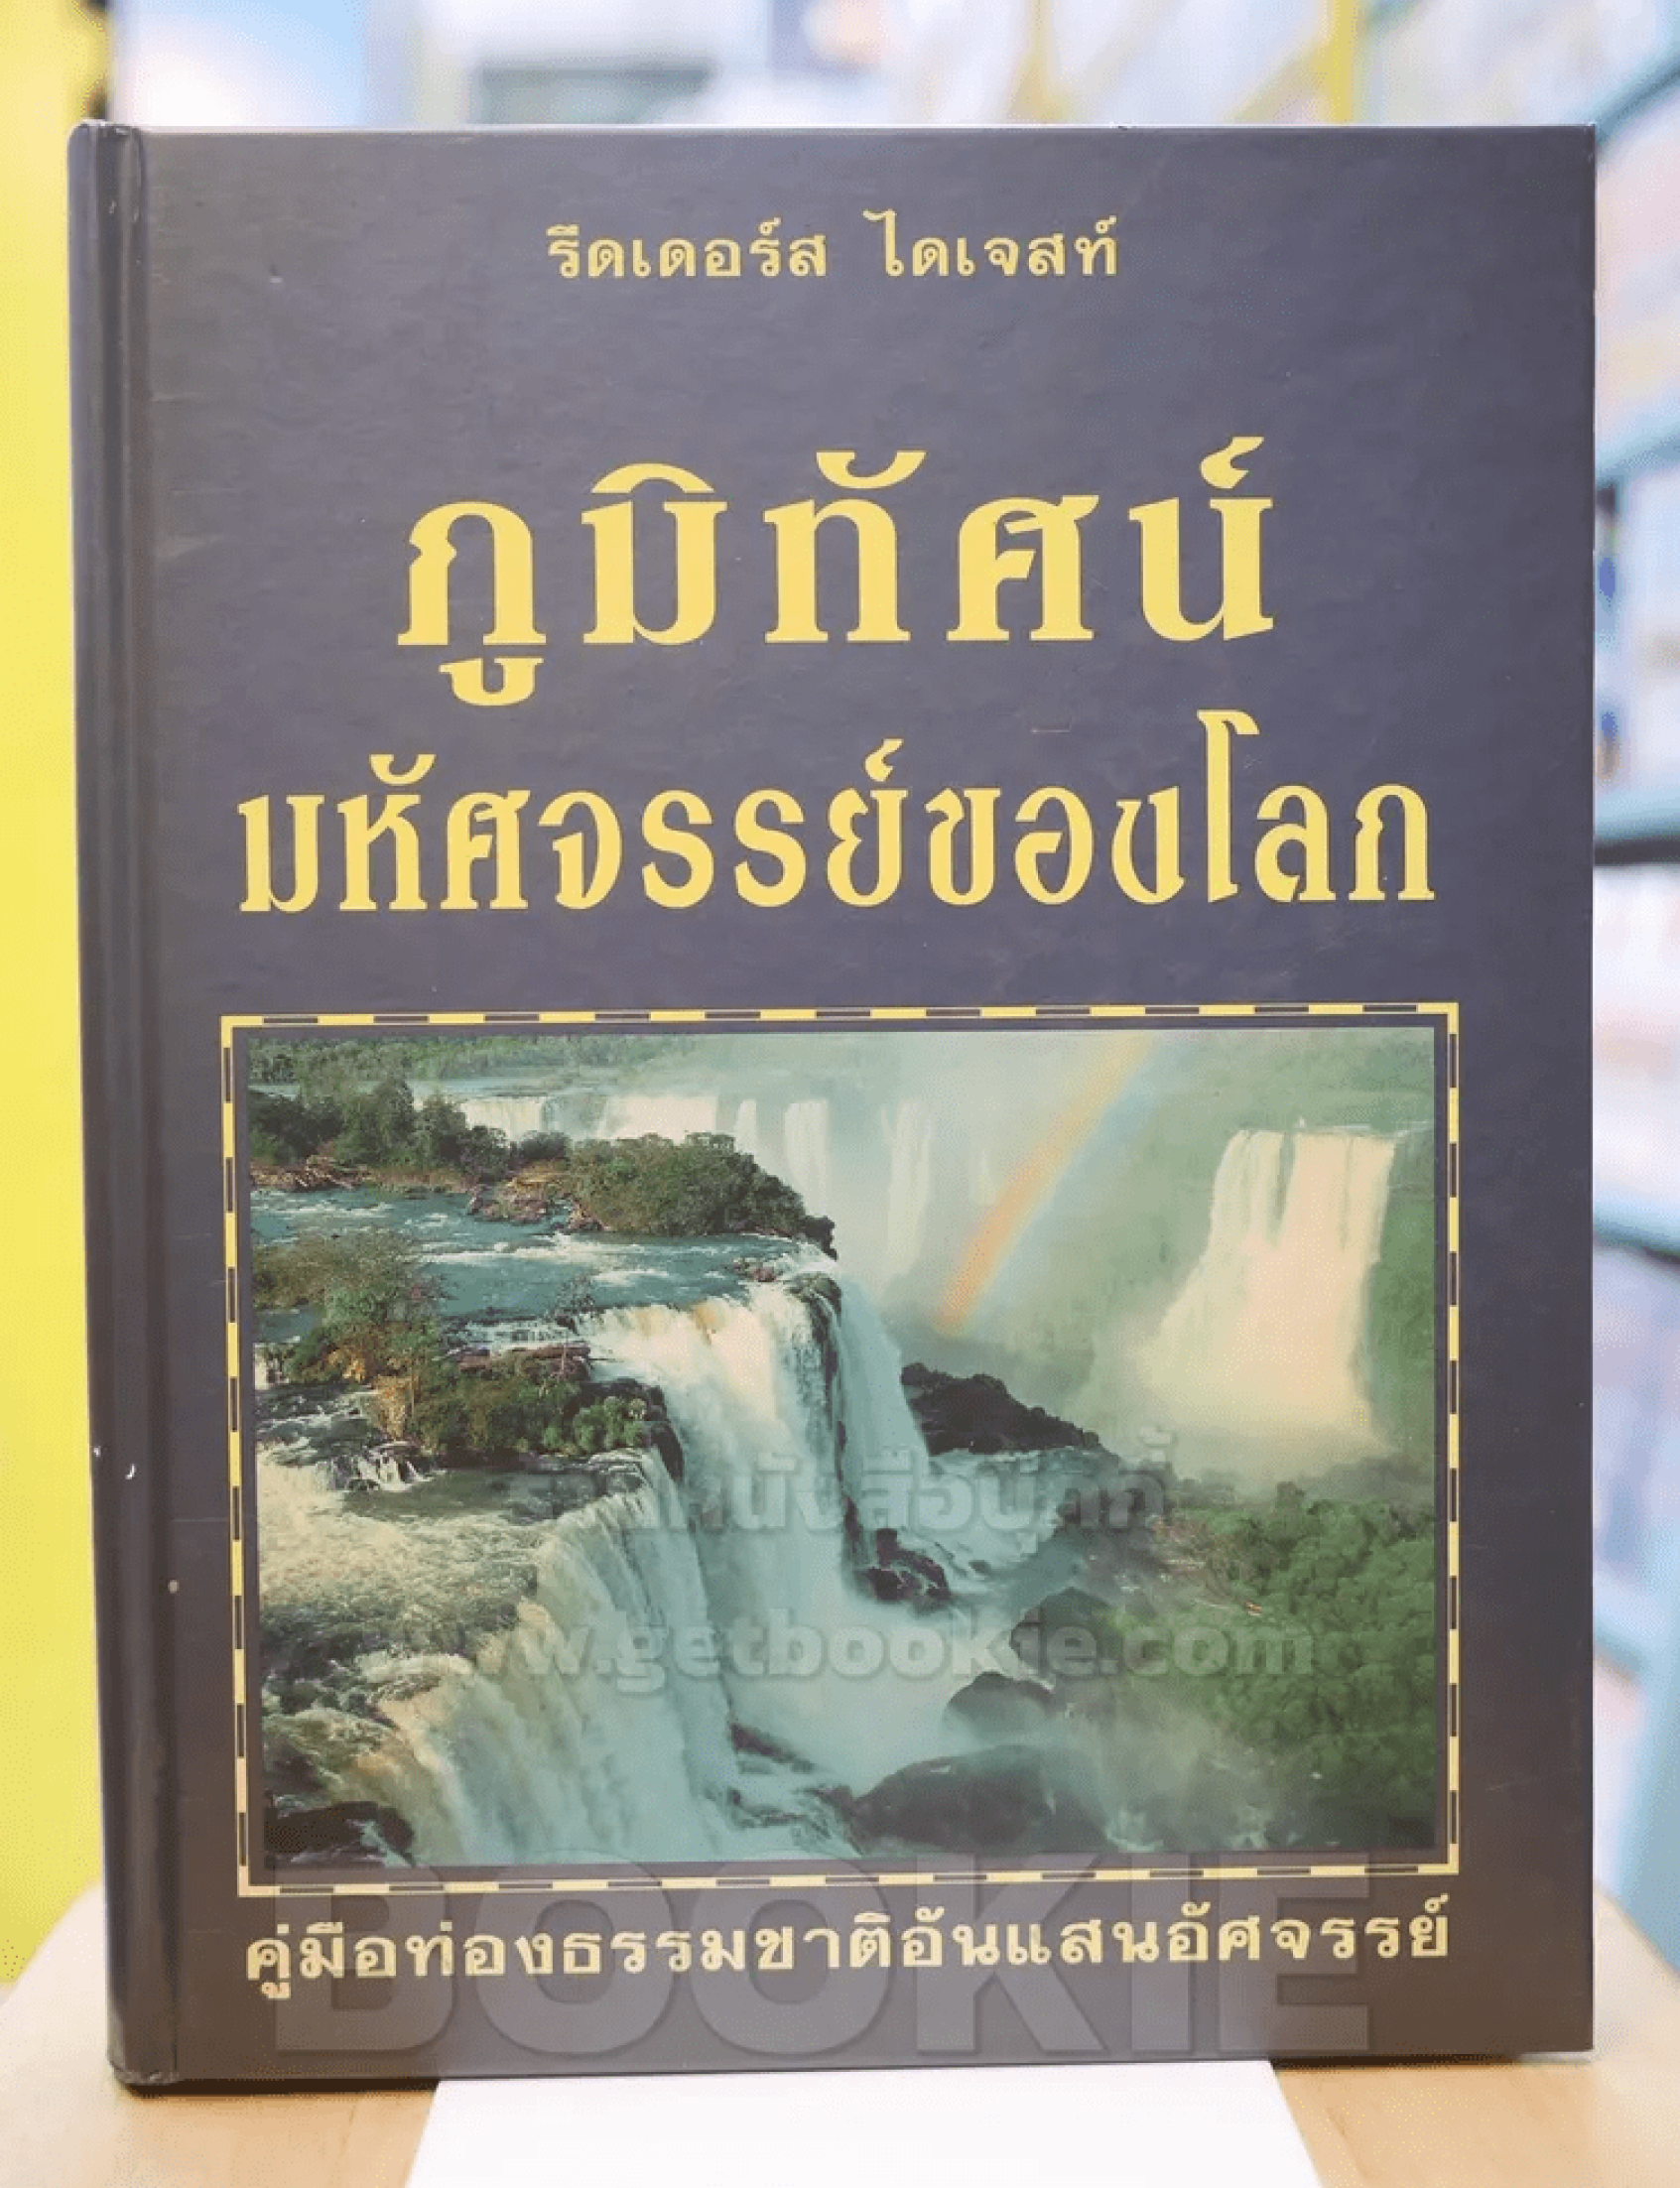 รีดเดอร์ส ไดเจสท์
ภูมิทัศน์
มหัศจรรย์ของโลก
www.getbookie.com
BOOKIE
คู่มือท่องธรรมชาติอันแสนอัศจรรย์